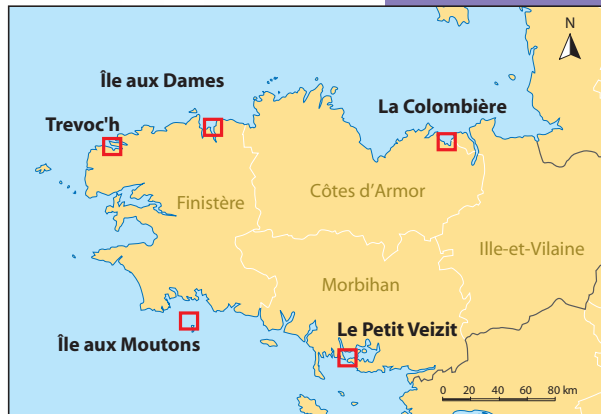 N
Île aux Dames
La Colombière
Trevoc'h
Finistère
Côtes d'Armor
Ille-et-Vilaine
Morbihan
Île aux Moutons
Le Petit Veizit
0 20 40 60 80 km